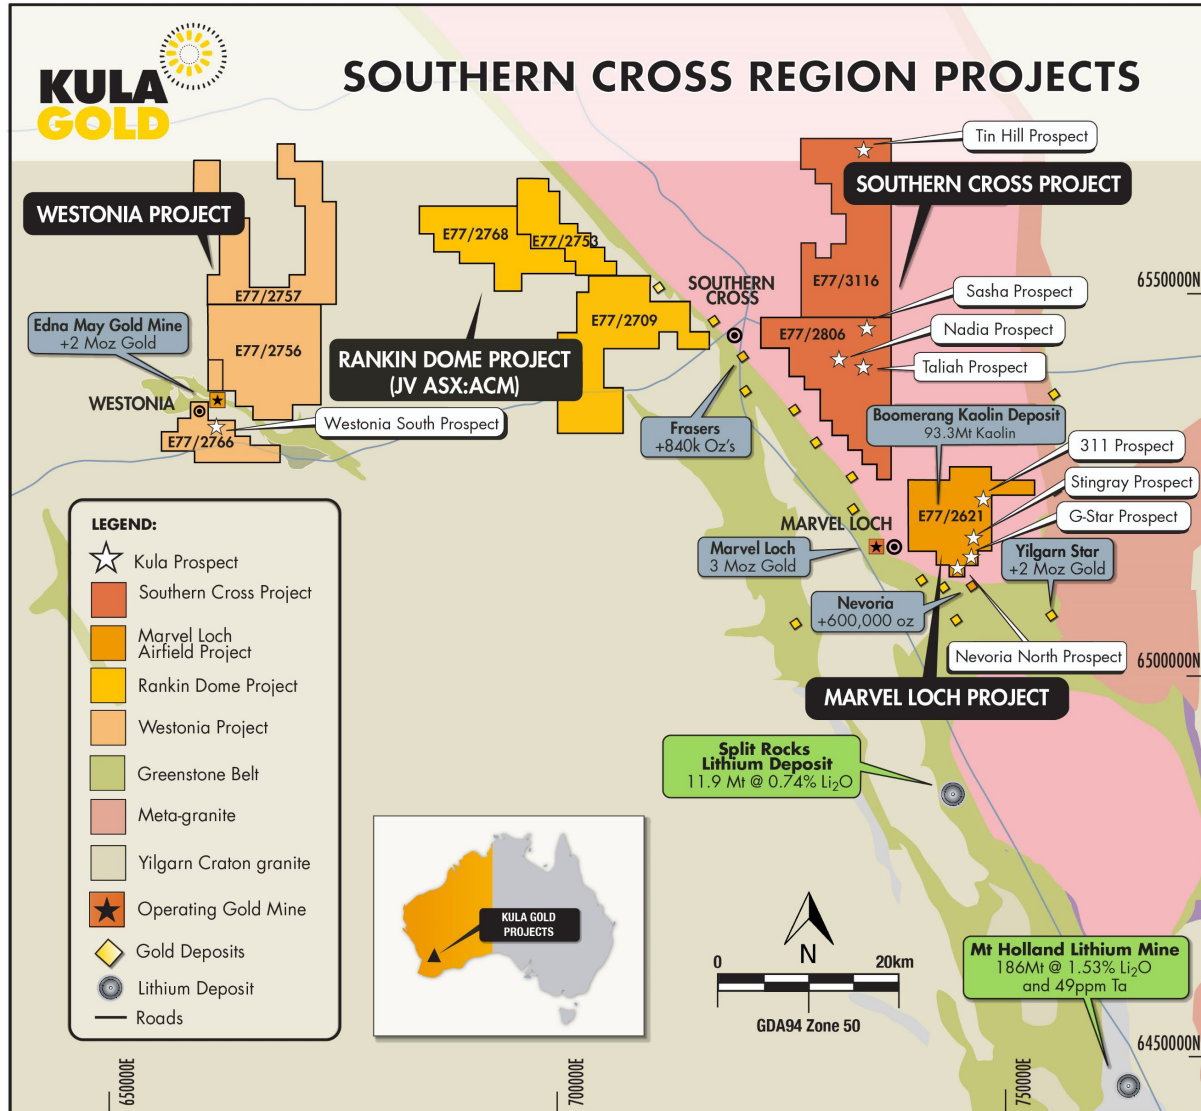 KULA
GOLD
SOUTHERN CROSS REGION PROJECTS
Tin Hill Prospect
SOUTHERN CROSS PROJECT
WESTONIA PROJECT
E77/2768
E77/2753
E77/3116
6550000N
SOUTHERN
CROSS
Sasha Prospect
E77/2757
Edna May Gold Mine
+2 Moz Gold
E77/2709
E77/2806
Nadia Prospect
E77/2756
RANKIN DOME PROJECT
(JV ASX:ACM)
Taliah Prospect
WESTONIA
Westonia South Prospect
E77/2766
Frasers
+840k Oz's
Boomerang Kaolin Deposit
93.3Mt Kaolin
311 Prospect
Stingray Prospect
E77/2621
G-Star Prospect
MARVEL LOCH
Marvel Loch
3 Moz Gold
Yilgarn Star
+2 Moz Gold
Nevoria
+600,000 oz
Nevoria North Prospect
6500000N
MARVEL LOCH PROJECT
Split Rocks
Lithium Deposit
11.9 Mt @ 0.74% Li₂O
LEGEND:
Kula Prospect
Southern Cross Project
Marvel Loch
Airfield Project
Rankin Dome Project
Westonia Project
Greenstone Belt
Meta-granite
Yilgarn Craton granite
Operating Gold Mine
Gold Deposits
Lithium Deposit
Roads
KULA GOLD
PROJECTS
N
0 20km
GDA94 Zone 50
Mt Holland Lithium Mine
186Mt @ 1.53% Li₂O
and 49ppm Ta
6450000N
650000E
700000E
750000E